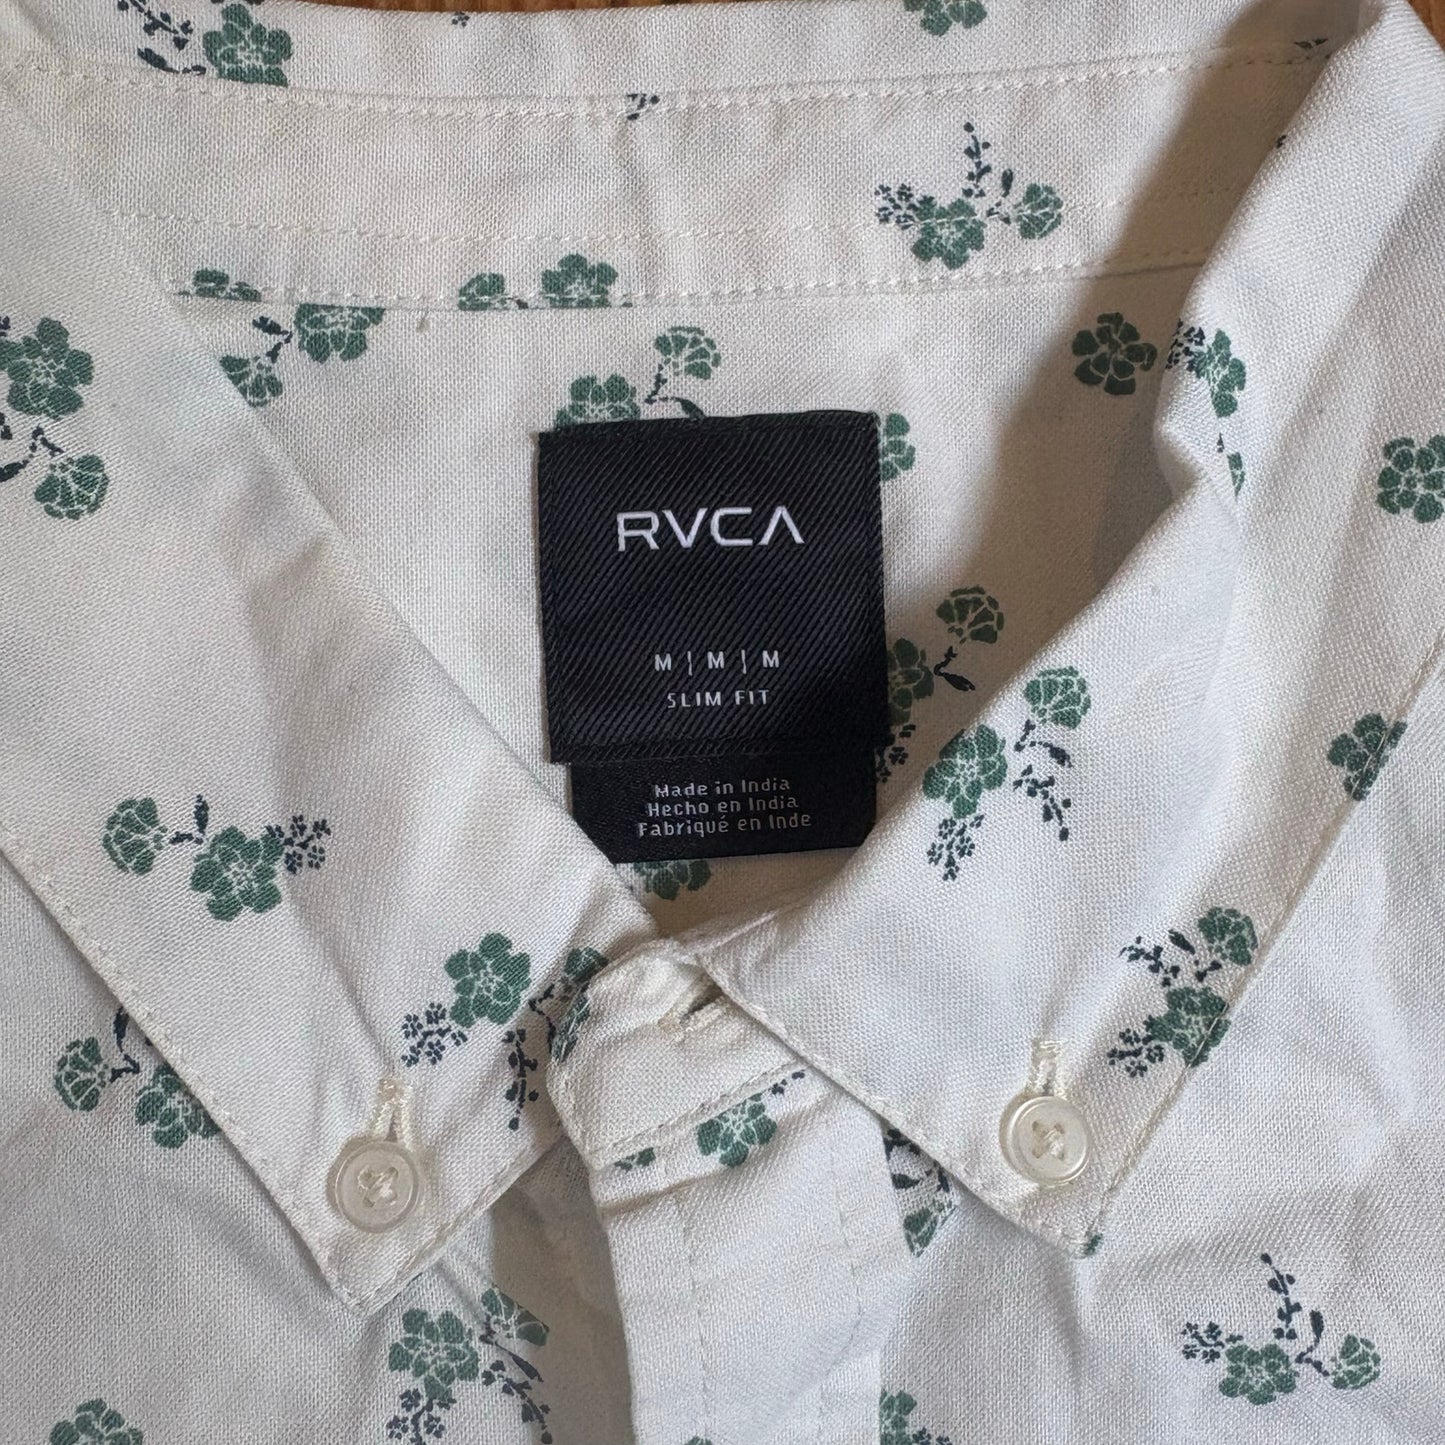 RVCA
M | M | M
SLIM FIT
Made in India
Hecho en India
Fabriqué en Inde